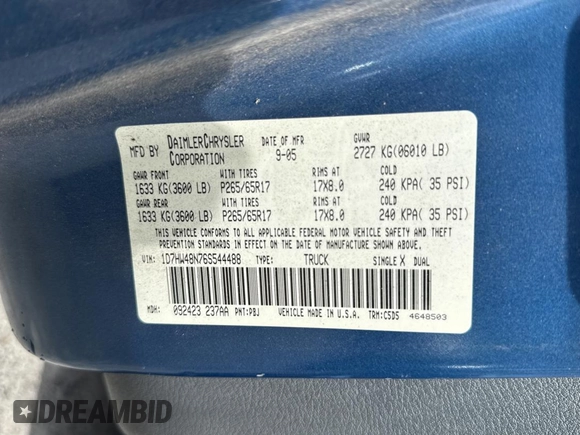 MFD BY DAIMLERCHRYSLER CORPORATION DATE OF MFR 9-05 GVWR 2727 KG(06010 LB)
GAWR FRONT WITH TIRES RIMS AT COLD
1633 KG(3600 LB) P265/65R17 17X8.0 240 KPA( 35 PSI)
GAWR REAR WITH TIRES RIMS AT COLD
1633 KG(3600 LB) P265/65R17 17X8.0 240 KPA( 35 PSI)
THIS VEHICLE CONFORMS TO ALL APPLICABLE FEDERAL MOTOR VEHICLE SAFETY AND THEFT
PREVENTION STANDARDS IN EFFECT ON THE DATE OF MANUFACTURE SHOWN ABOVE.
VIN: 1D7HW48N76S544488 TYPE: TRUCK SINGLE X DUAL
MDH: 092423 237AA PNT:PBJ VEHICLE MADE IN U.S.A. TRM:C5D5 4648503
DREAMBID